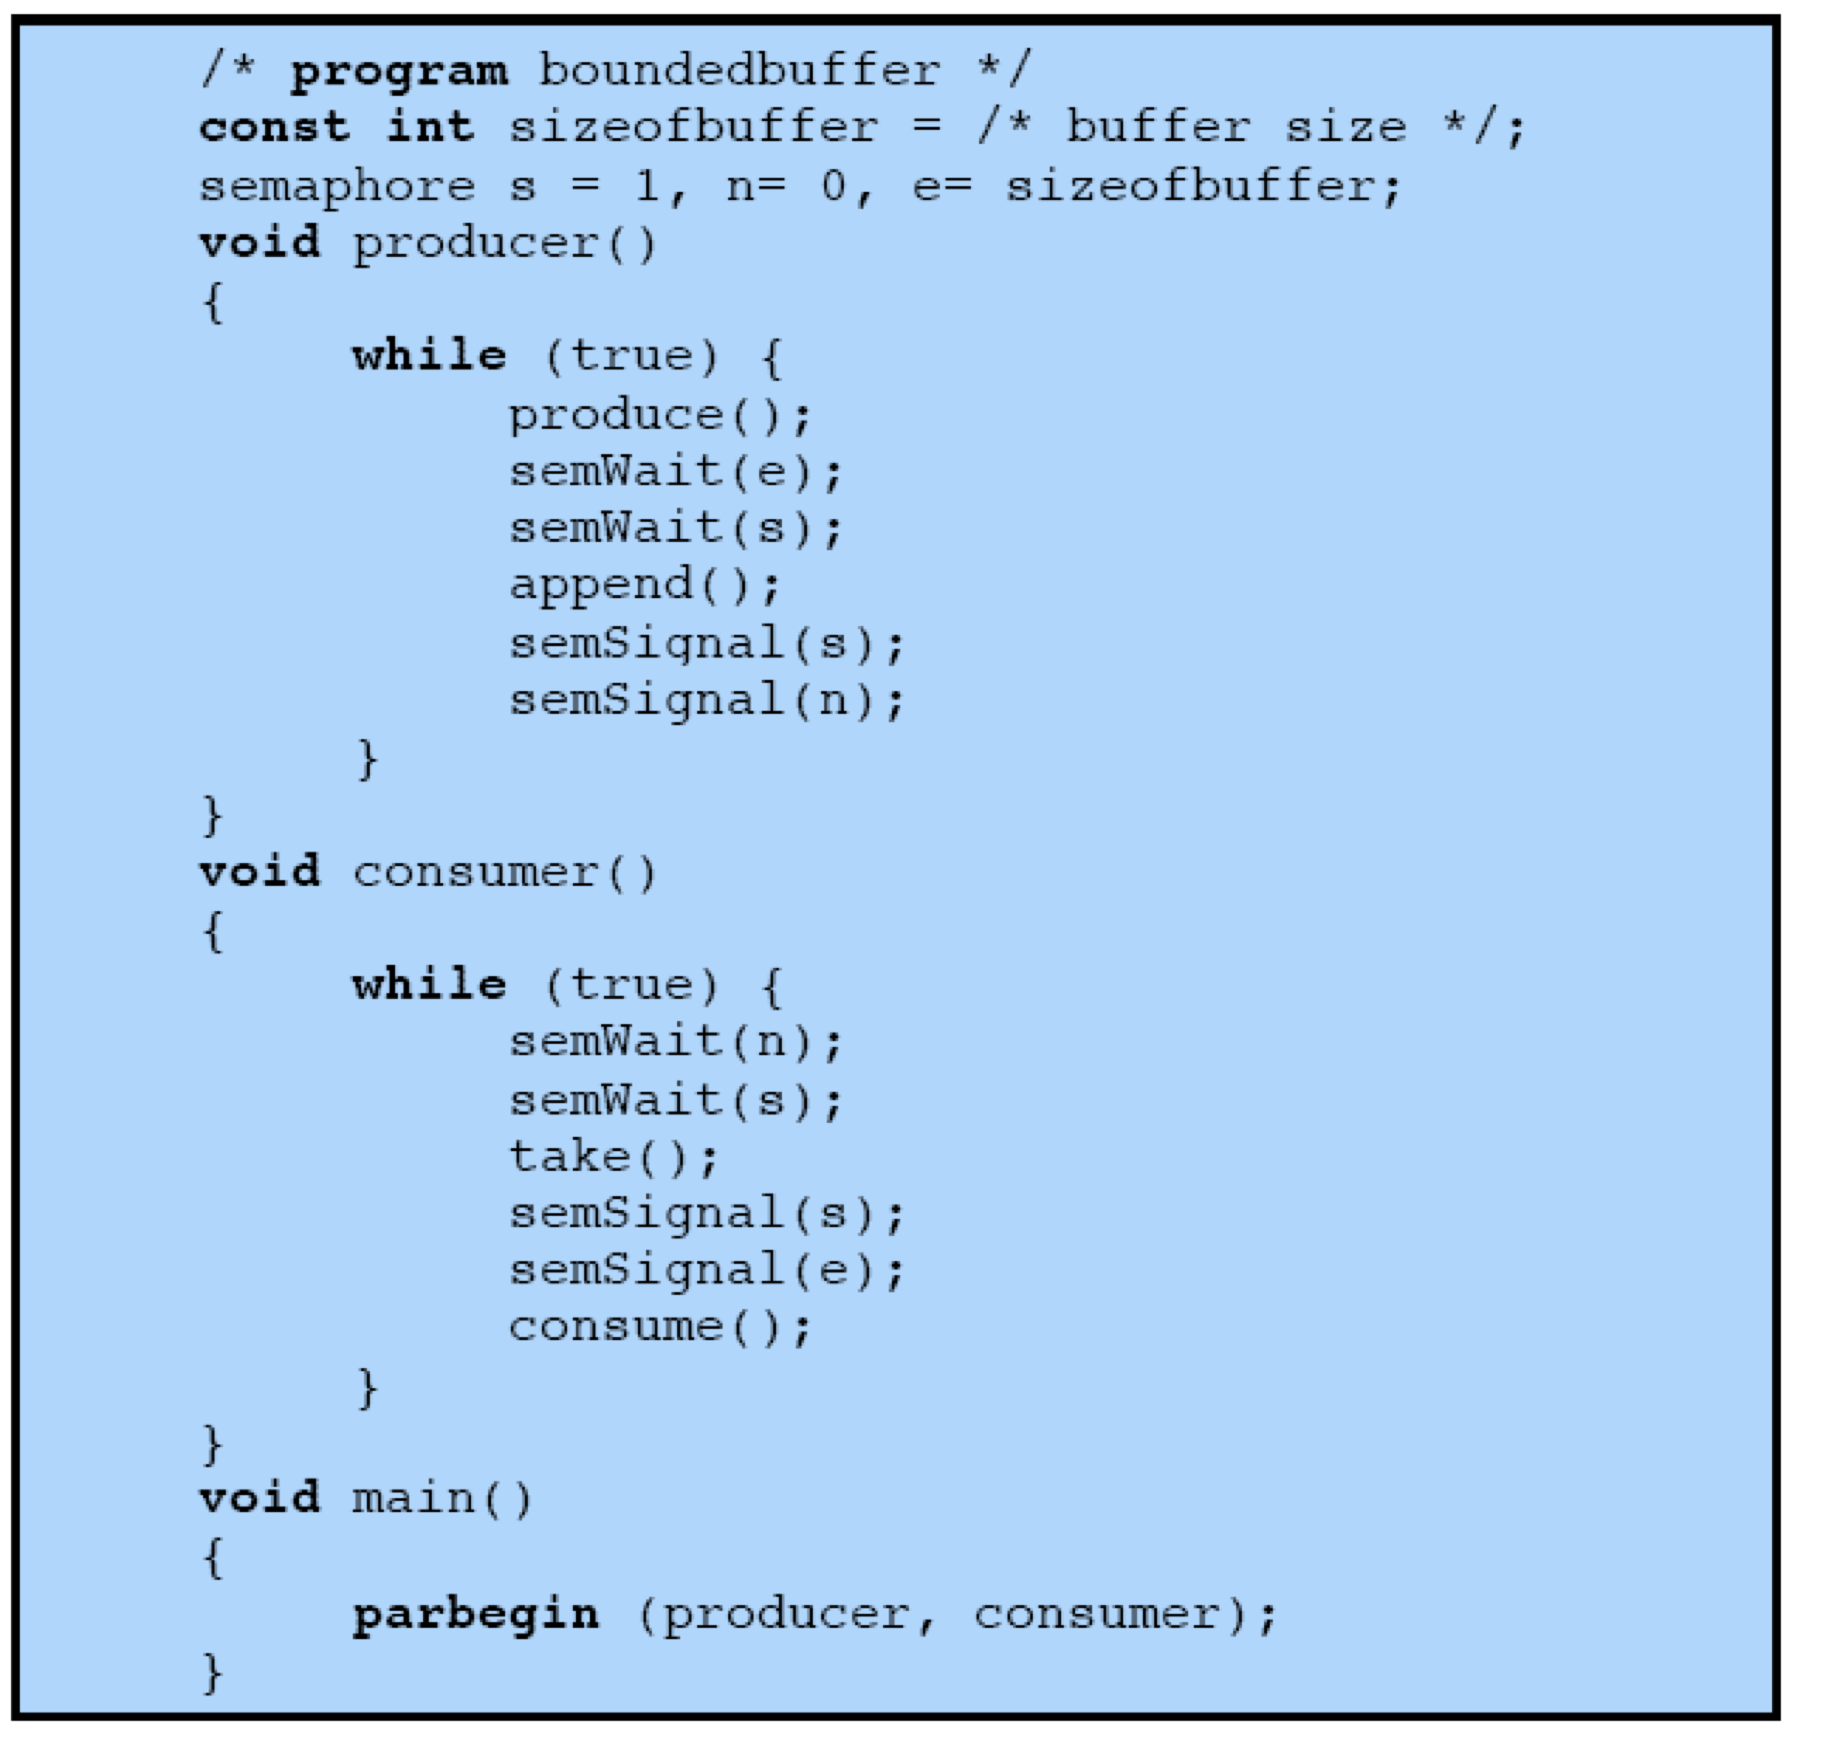 /* program boundedbuffer */
const int sizeofbuffer = /* buffer size */;
semaphore s = 1, n= 0, e= sizeofbuffer;
void producer()
{
while (true) {
produce();
semWait(e);
semWait(s);
append();
semSignal(s);
semSignal(n);
}
}
void consumer()
{
while (true) {
semWait(n);
semWait(s);
take();
semSignal(s);
semSignal(e);
consume();
}
}
void main()
{
parbegin (producer, consumer);
}